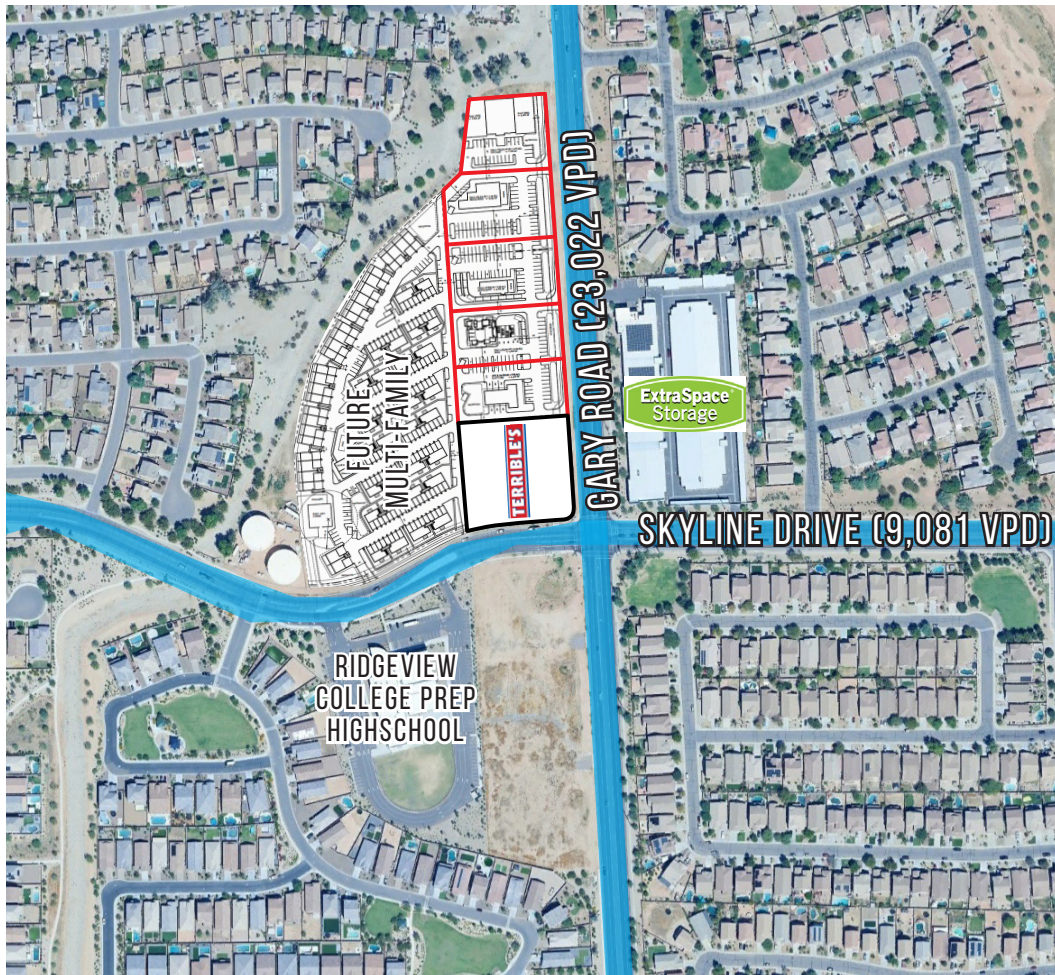 GARY ROAD (23,022 VPD)
FUTURE
MULTI-FAMILY
TERRIBLE'S
ExtraSpace®
Storage
SKYLINE DRIVE (9,081 VPD)
RIDGEVIEW
COLLEGE PREP
HIGHSCHOOL